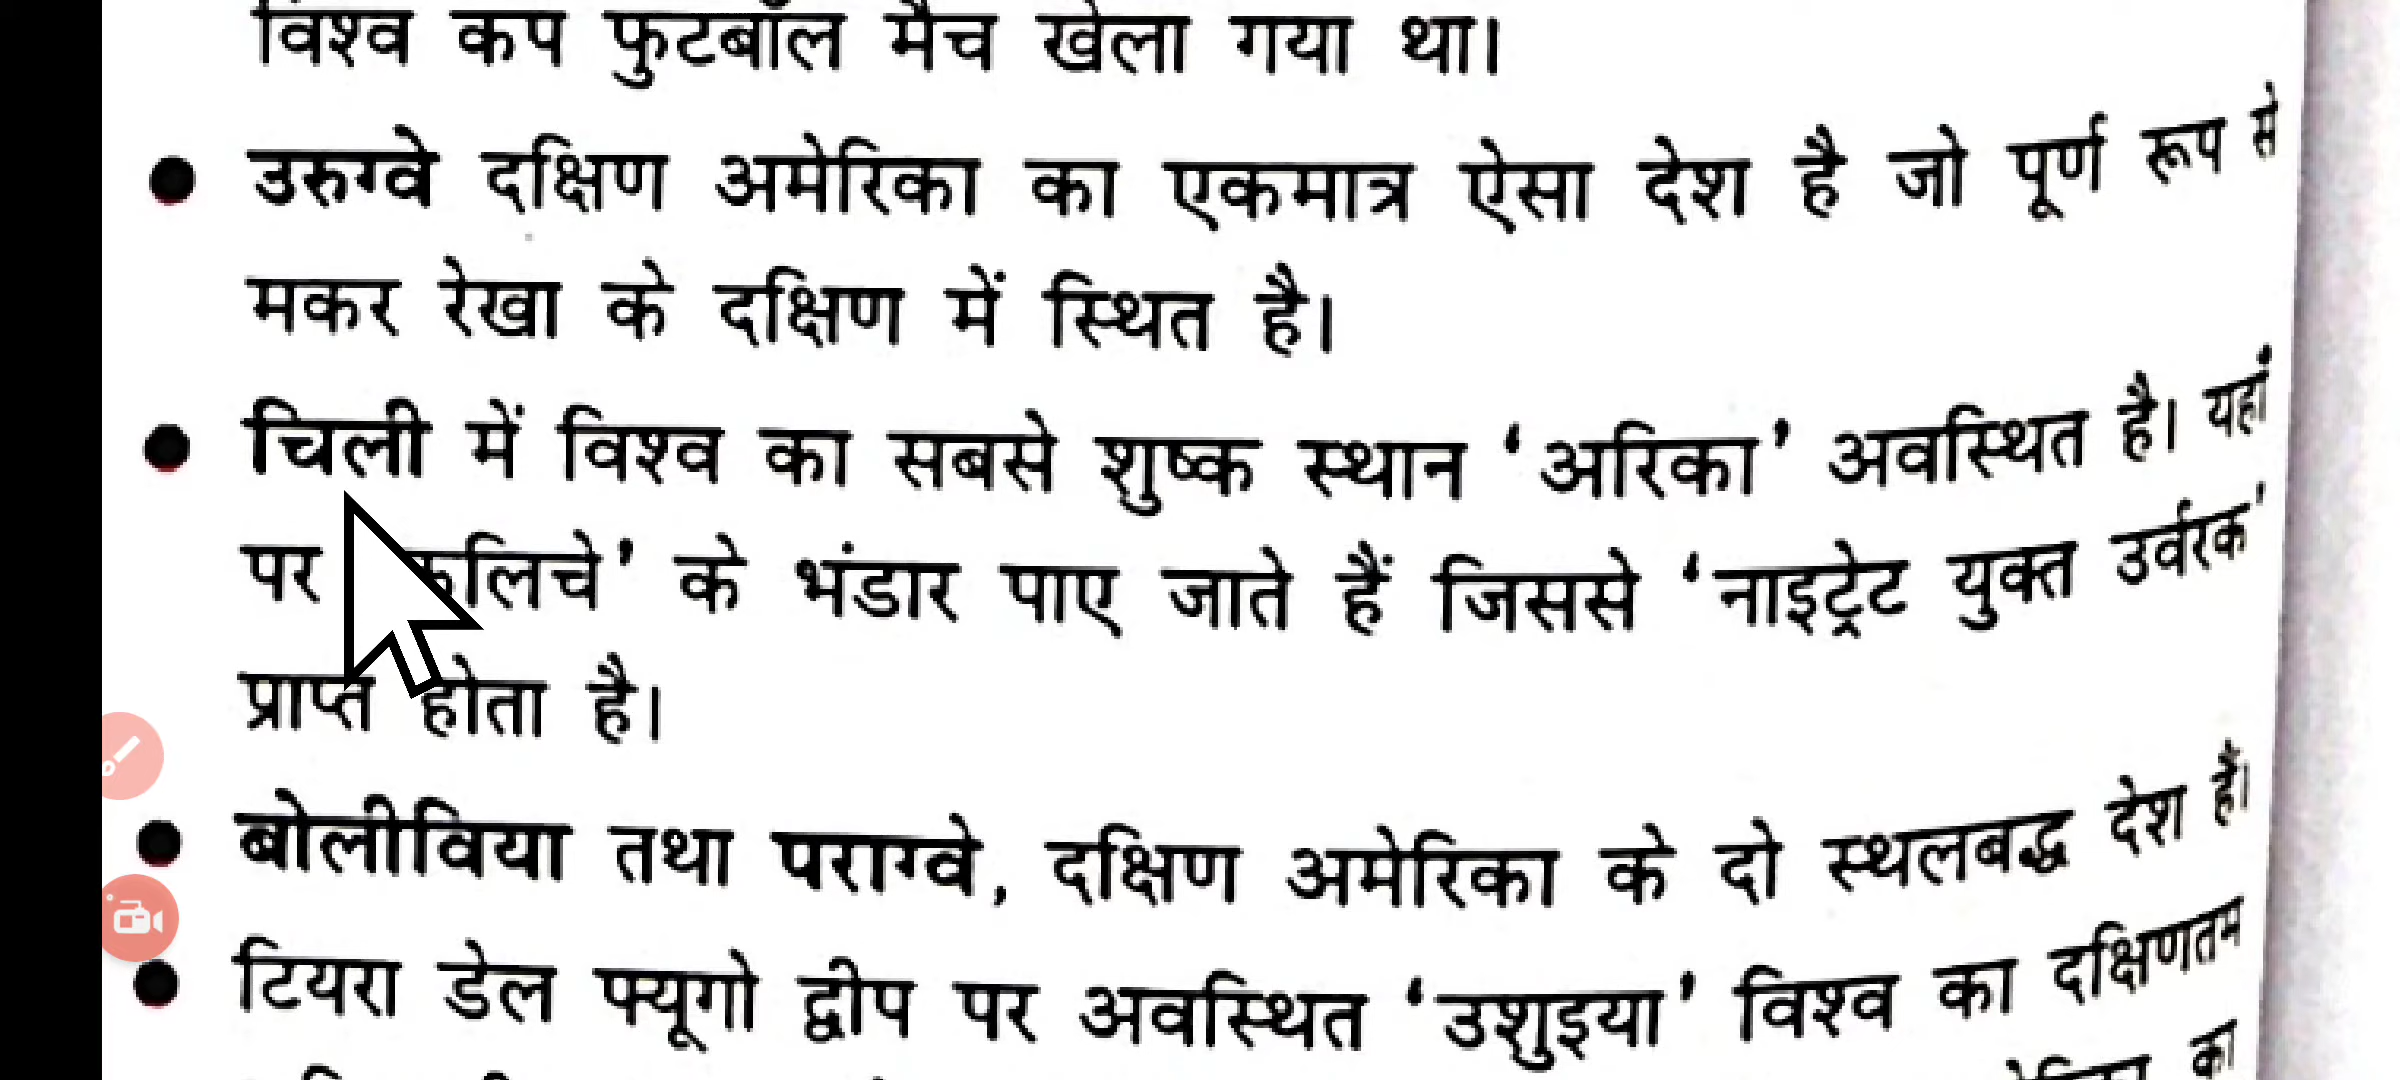 विश्व कप फुटबॉल मैच खेला गया था।
• उरुग्वे दक्षिण अमेरिका का एकमात्र ऐसा देश है जो पूर्ण रूप से
मकर रेखा के दक्षिण में स्थित है।
• चिली में विश्व का सबसे शुष्क स्थान ‘अरिका’ अवस्थित है। यहाँ
पर के भंडार पाए जाते हैं जिससे ‘नाइट्रेट युक्त उर्वरक’
प्राप्त होता है।
• बोलीविया तथा पराग्वे, दक्षिण अमेरिका के दो स्थलबद्ध देश हैं।
• टियरा डेल फ्यूगो द्वीप पर अवस्थित ‘उशुइया’ विश्व का दक्षिणतम
का